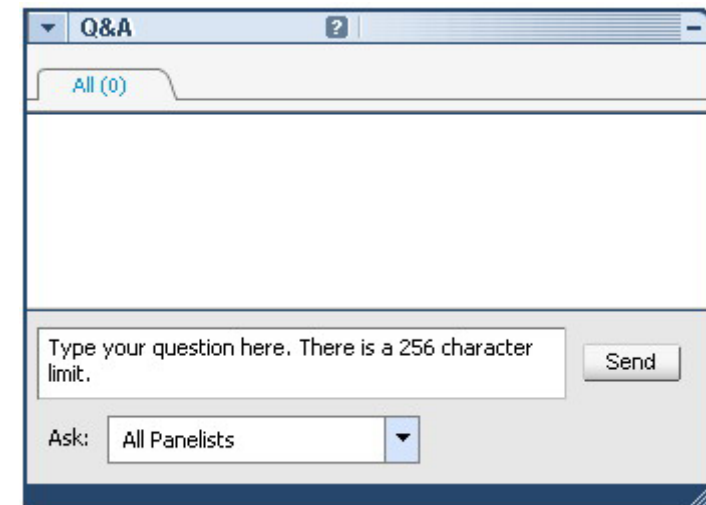 Q&A
?
All (0)
Type your question here. There is a 256 character
limit.
Send
Ask:
All Panelists